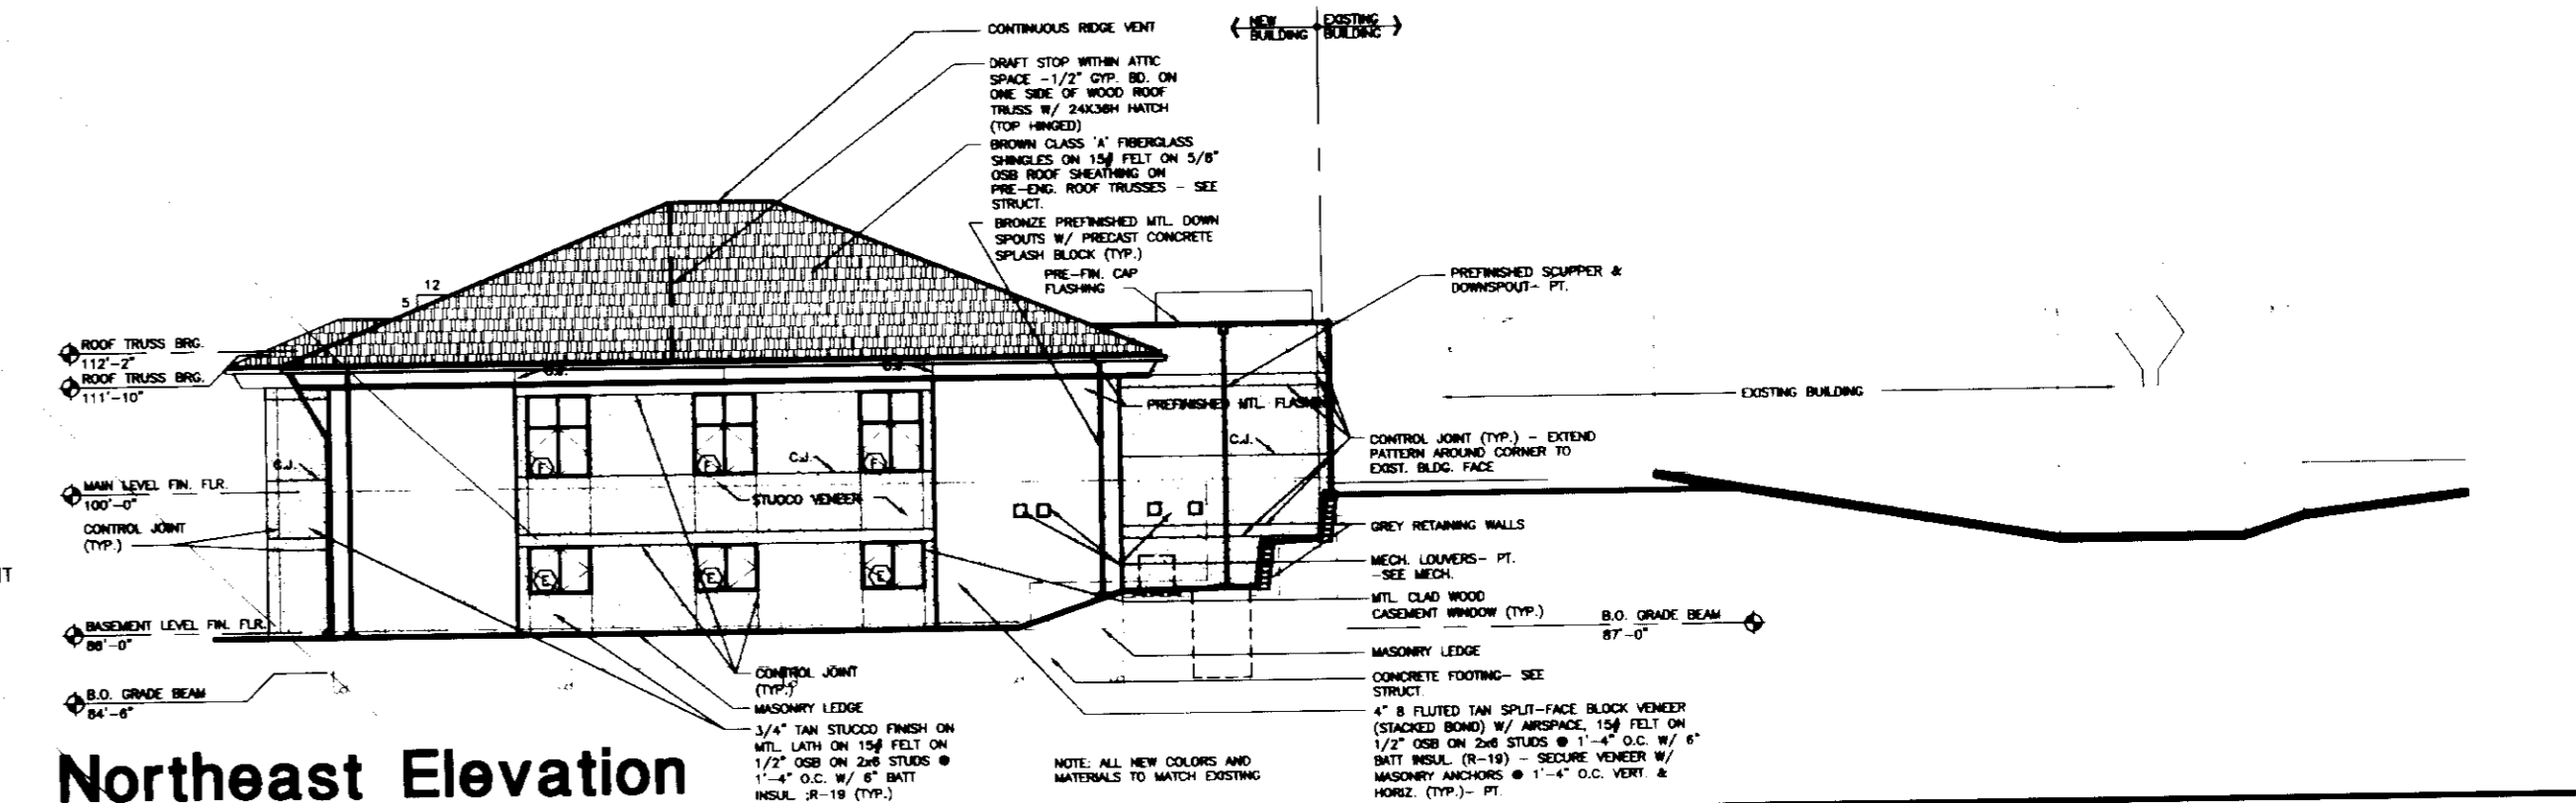 CONTINUOUS RIDGE VENT
NEW BUILDING
EXISTING BUILDING
DRAFT STOP WITHIN ATTIC
SPACE -1/2" GYP. BD. ON
ONE SIDE OF WOOD ROOF
TRUSS W/ 24X36H HATCH
(TOP HINGED)
BROWN CLASS 'A' FIBERGLASS
SHINGLES ON 15# FELT ON 5/8"
OSB ROOF SHEATHING ON
PRE-ENG. ROOF TRUSSES - SEE
STRUCT.
BRONZE PREFINISHED MTL. DOWN
SPOUTS W/ PRECAST CONCRETE
SPLASH BLOCK (TYP.)
PRE-FIN. CAP
FLASHING
PREFINISHED SCUPPER &
DOWNSPOUT- PT.
12
5
ROOF TRUSS BRG.
112'-2"
ROOF TRUSS BRG.
111'-10"
C.J.
C.J.
PREFINISHED MTL. FLASHING
EXISTING BUILDING
CONTROL JOINT (TYP.) - EXTEND
PATTERN AROUND CORNER TO
EXIST. BLDG. FACE
C.J.
C.J.
C.J.
F
F
F
MAIN LEVEL FIN. FLR.
100'-0"
STUCCO VENEER
CONTROL JOINT
(TYP.)
GREY RETAINING WALLS
MECH. LOUVERS- PT.
-SEE MECH.
E
E
E
MTL CLAD WOOD
CASEMENT WINDOW (TYP.)
B.O. GRADE BEAM
87'-0"
BASEMENT LEVEL FIN. FLR.
88'-0"
MASONRY LEDGE
CONCRETE FOOTING- SEE
STRUCT.
B.O. GRADE BEAM
84'-6"
CONTROL JOINT
(TYP.)
MASONRY LEDGE
3/4" TAN STUCCO FINISH ON
MTL. LATH ON 15# FELT ON
1/2" OSB ON 2x6 STUDS @
1'-4" O.C. W/ 6" BATT
INSUL ;R-19 (TYP.)
NOTE: ALL NEW COLORS AND
MATERIALS TO MATCH EXISTING
4" 8 FLUTED TAN SPLIT-FACE BLOCK VENEER
(STACKED BOND) W/ AIRSPACE, 15# FELT ON
1/2" OSB ON 2x6 STUDS @ 1'-4" O.C. W/ 6"
BATT INSUL. (R-19) - SECURE VENEER W/
MASONRY ANCHORS @ 1'-4" O.C. VERT. &
HORIZ. (TYP.)- PT.
Northeast Elevation